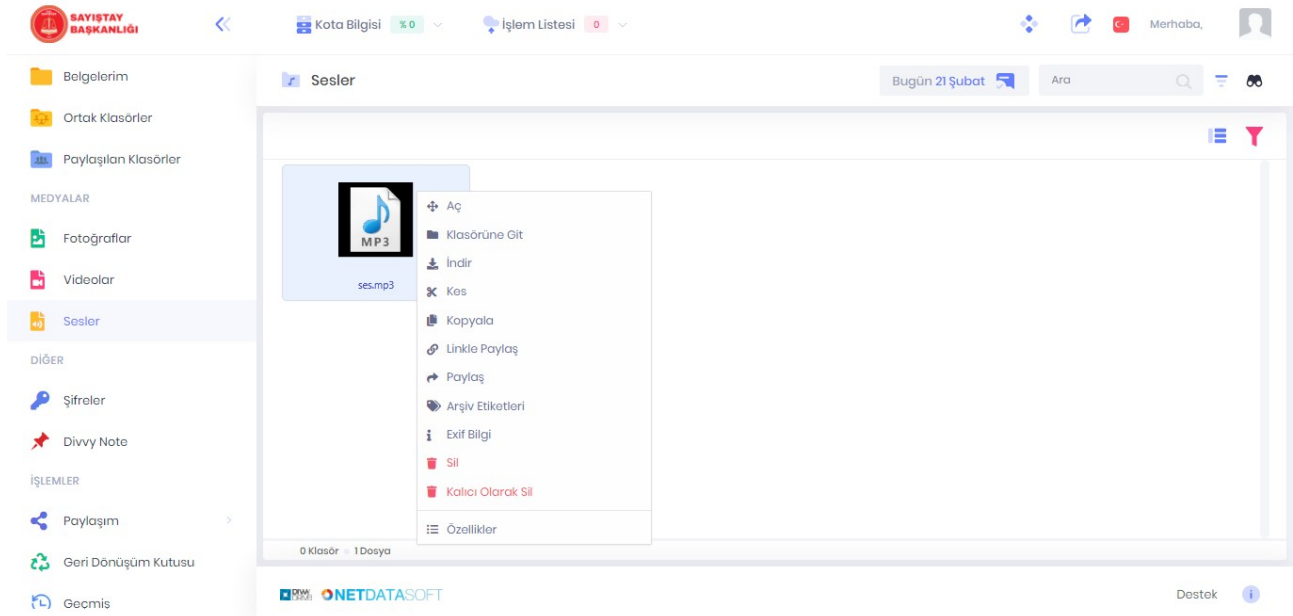 SAYIŞTAY
BAŞKANLIĞI
Kota Bilgisi % 0
İşlem Listesi 0
Merhaba,
Belgelerim
Ortak Klasörler
Paylaşılan Klasörler
MEDYALAR
Fotoğraflar
Videolar
Sesler
DİĞER
Şifreler
Divvy Note
İŞLEMLER
Paylaşım
Geri Dönüşüm Kutusu
Geçmiş
Sesler
Bugün 21 Şubat
Ara
MP3
ses.mp3
Aç
Klasörüne Git
İndir
Kes
Kopyala
Linkle Paylaş
Paylaş
Arşiv Etiketleri
Exif Bilgi
Sil
Kalıcı Olarak Sil
Özellikler
0 Klasör 1 Dosya
NETDATASOFT
Destek